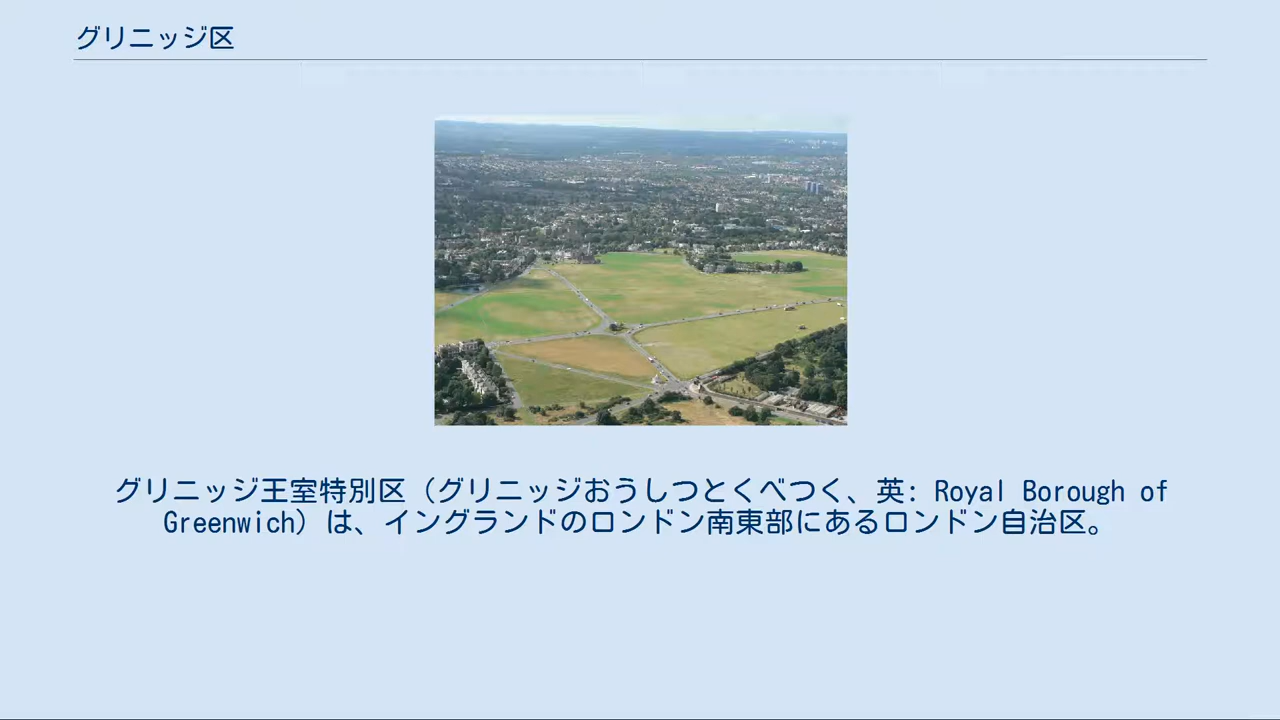 グリニッジ区
グリニッジ王室特別区（グリニッジおうしつとくべつく、英: Royal Borough of
Greenwich）は、イングランドのロンドン南東部にあるロンドン自治区。